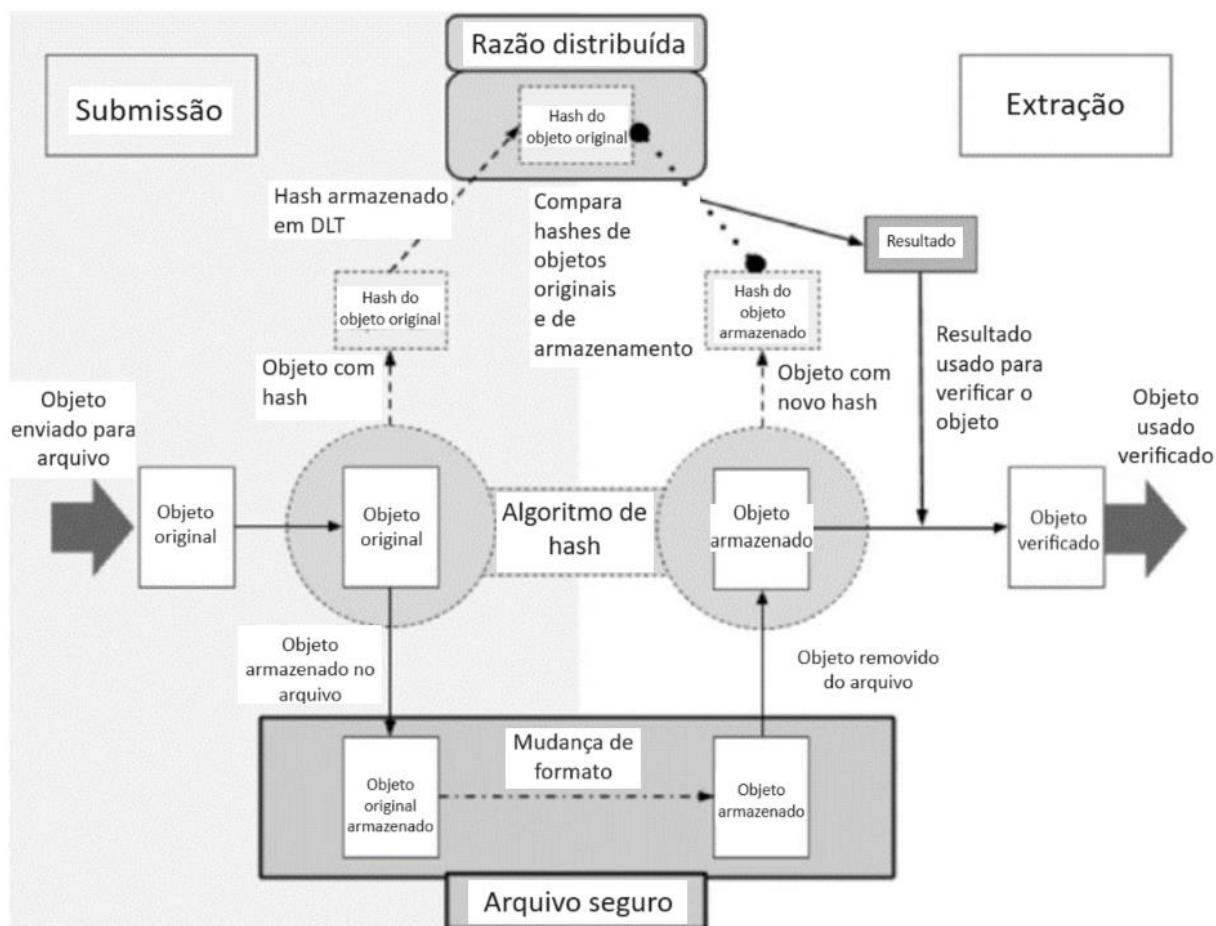 Razão distribuída
Submissão
Extração
Hash do
objeto original
Hash armazenado
em DLT
Compara
hashes de
objetos
originais
e de
armazenamento
Resultado
Hash do
objeto original
Hash do
objeto
armazenado
Objeto com
hash
Objeto com
novo hash
Resultado
usado para
verificar o
objeto
Objeto
enviado para
arquivo
Objeto
usado
verificado
Objeto
original
Objeto
original
Algoritmo de
hash
Objeto
armazenado
Objeto
verificado
Objeto
armazenado no
arquivo
Objeto removido
do arquivo
Mudança de
formato
Objeto
original
armazenado
Objeto
armazenado
Arquivo seguro